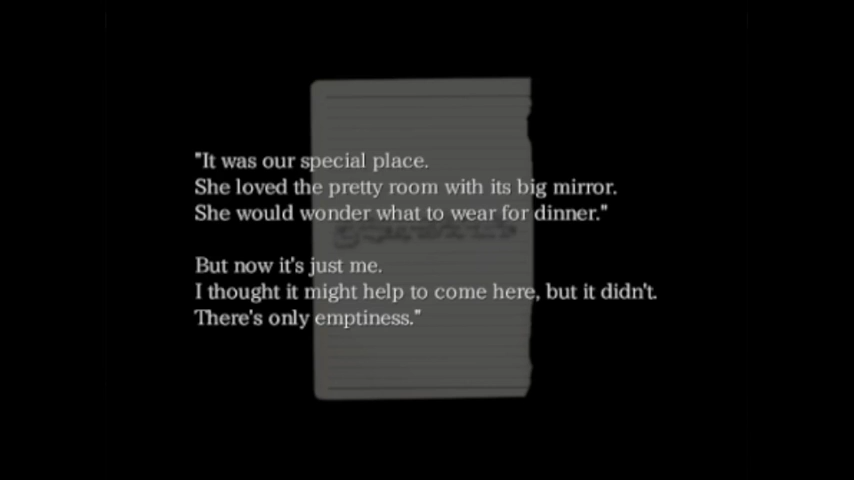 "It was our special place.
She loved the pretty room with its big mirror.
She would wonder what to wear for dinner."
But now it's just me.
I thought it might help to come here, but it didn't.
There's only emptiness."